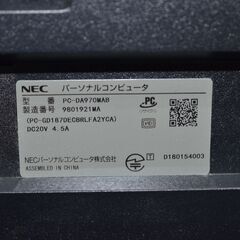 NEC パーソナルコンピュータ
型 番 PC-DA970MAB
製造番号 9801921MA
(PC-GD187DECB8RLFA2YCA)
DC20V 4.5A
PC
NECパーソナルコンピュータ株式会社
ASSEMBLED IN CHINA
D180154003